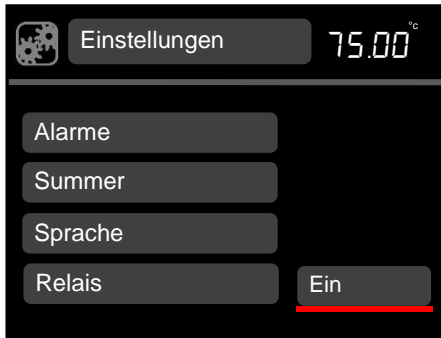 Einstellungen 75.00°C
Alarme
Summer
Sprache
Relais Ein